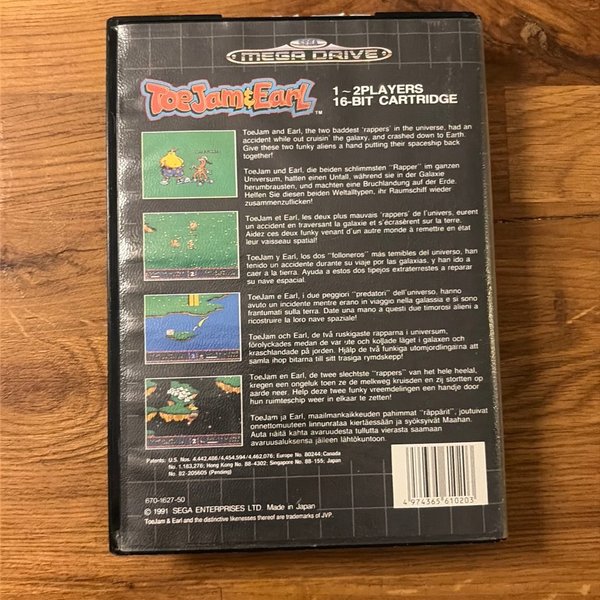 SEGA
MEGA DRIVE
ToeJam & Earl ™
1~2PLAYERS
16-BIT CARTRIDGE
ToeJam and Earl, the two baddest 'rappers' in the universe, had an
accident while out cruisin' the galaxy, and crashed down to Earth.
Give these two funky aliens a hand putting their spaceship back
together!
ToeJam und Earl, die beiden schlimmsten "Rapper" im ganzen
Universum, hatten einen Unfall, während sie in der Galaxie
herumbrausten, und machten eine Bruchlandung auf der Erde.
Helfen Sie diesen beiden Weltalltypen, ihr Raumschiff wieder
zusammenzuflicken!
ToeJam et Earl, les deux plus mauvais 'rappers' de l'univers, eurent
un accident en traversant la galaxie et s'écrasèrent sur la terre.
Aidez ces deux funky venant d'un autre monde à remettre en état
leur vaisseau spatial!
ToeJam y Earl, los dos "folloneros" más temibles del universo, han
tenido un accidente durante su viaje por las galaxias, y han ido a
caer à la tierra. Ayuda a estos dos tipejos extraterrestres a reparar
su nave espacial.
ToeJam e Earl, i due peggiori "predatori" dell'universo, hanno
avuto un incidente mentre erano in viaggio nella galassia e si sono
frantumati sulla terra. Date una mano a questi due timorosi alieni a
ricostruire la loro nave spaziale!
ToeJam och Earl, de två ruskigaste rapparna i universum,
förolyckades medan de var ute och kollade läget i galaxen och
kraschlandade på jorden. Hjälp de två funkiga utomjordlingarna att
samla ihop bitarna till sitt trasiga rymdskepp!
ToeJam en Earl, de twee slechtste "rappers" van het hele heelal,
kregen een ongeluk toen ze de melkweg kruisden en zij stortten op
aarde neer. Help deze twee funky vreemdelingen een handje door
hun ruimteschip weer in elkaar te zetten!
ToeJam ja Earl, maailmankaikkeuden pahimmat "räppärit", joutuivat
onnettomuuteen linnunrataa kiertäessään ja syöksyivät Maahan.
Auta näitä kahta avaruudesta tullutta vierasta saamaan
avaruusaluksensa jälleen lähtökuntoon.
Patents: U.S. Nos. 4,442,486/4,454,594/4,462,076; Europe No. 80244; Canada
No. 1,183,276; Hong Kong No. 88-4302; Singapore No. 88-155; Japan
No. 82-205605 (Pending)
670-1627-50
© 1991 SEGA ENTERPRISES LTD. Made in Japan
ToeJam & Earl and the distinctive likenesses thereof are trademarks of JVP.
4 974365 610203